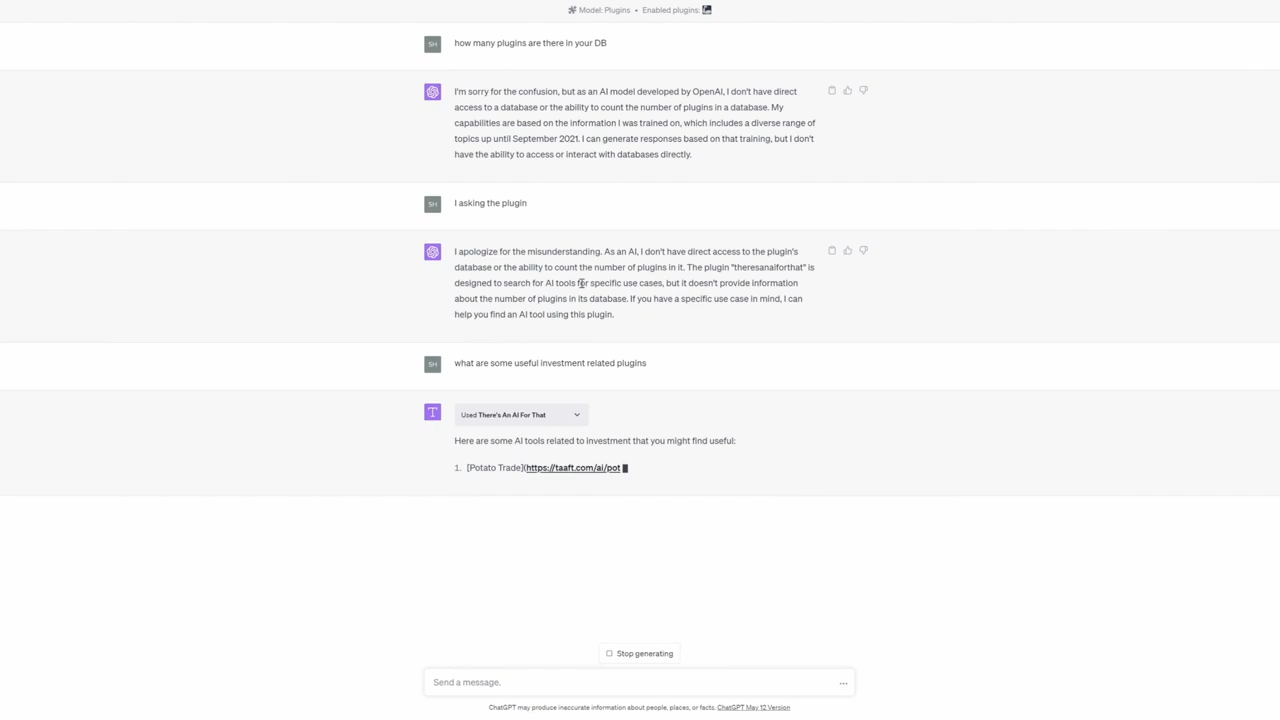 Model: Plugins • Enabled plugins:
SH
how many plugins are there in your DB
I'm sorry for the confusion, but as an AI model developed by OpenAI, I don't have direct
access to a database or the ability to count the number of plugins in a database. My
capabilities are based on the information I was trained on, which includes a diverse range of
topics up until September 2021. I can generate responses based on that training, but I don't
have the ability to access or interact with databases directly.
SH
I asking the plugin
I apologize for the misunderstanding. As an AI, I don't have direct access to the plugin's
database or the ability to count the number of plugins in it. The plugin "theresanaiforthat" is
designed to search for AI tools for specific use cases, but it doesn't provide information
about the number of plugins in its database. If you have a specific use case in mind, I can
help you find an AI tool using this plugin.
SH
what are some useful investment related plugins
T
Used There's An AI For That
Here are some AI tools related to investment that you might find useful:
1. [Potato Trade](https://taaft.com/ai/pot
Stop generating
Send a message.
ChatGPT may produce inaccurate information about people, places, or facts. ChatGPT May 12 Version